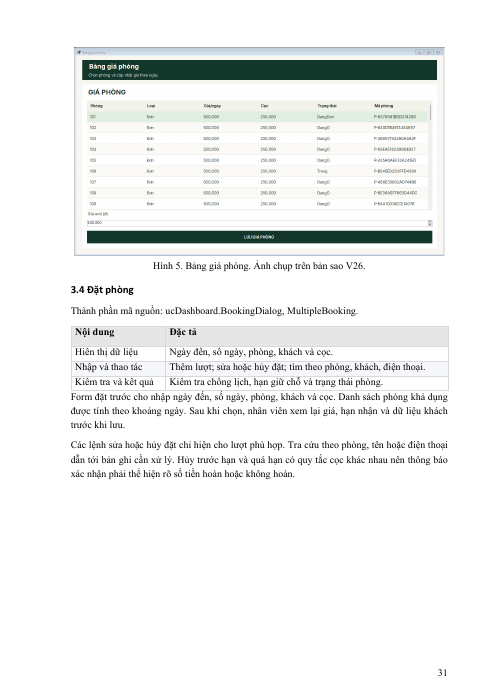 Bảng giá phòng
Chọn phòng và cập nhật giá theo ngày
GIÁ PHÒNG
Phòng Loại Giá/ngày Cọc Trạng thái Mã phòng
101 Đơn 500,000 250,000 DangDon
102 Đơn 500,000 250,000 DangO
103 Đơn 500,000 250,000 DangO
104 Đơn 500,000 250,000 DangO
105 Đơn 500,000 250,000 DangO
106 Đơn 500,000 250,000 Trong
107 Đơn 500,000 250,000 DangO
108 Đơn 500,000 250,000 DangO
109 Đơn 500,000 250,000 DangO
500,000
LƯU GIÁ PHÒNG
Hình 5. Bảng giá phòng. Ảnh chụp trên bản sao V26.
3.4 Đặt phòng
Thành phần mã nguồn: ucDashboard.BookingDialog, MultipleBooking.
Nội dung Đặc tả
Hiển thị dữ liệu Ngày đến, số ngày, phòng, khách và cọc.
Nhập và thao tác Thêm lượt; sửa hoặc hủy đặt; tìm theo phòng, khách, điện thoại.
Kiểm tra và kết quả Kiểm tra chống lịch, hạn giữ chỗ và trạng thái phòng.
Form đặt trước cho nhập ngày đến, số ngày, phòng, khách và cọc. Danh sách phòng khả dụng
được tính theo khoảng ngày. Sau khi chọn, nhân viên xem lại giá, hạn nhận và dữ liệu khách
trước khi lưu.
Các lệnh sửa hoặc hủy đặt chỉ hiện cho lượt phù hợp. Tra cứu theo phòng, tên hoặc điện thoại
dẫn tới bản ghi cần xử lý. Hủy trước hạn và quá hạn có quy tắc cọc khác nhau nên thông báo
xác nhận phải thể hiện rõ số tiền hoàn hoặc không hoàn.
31